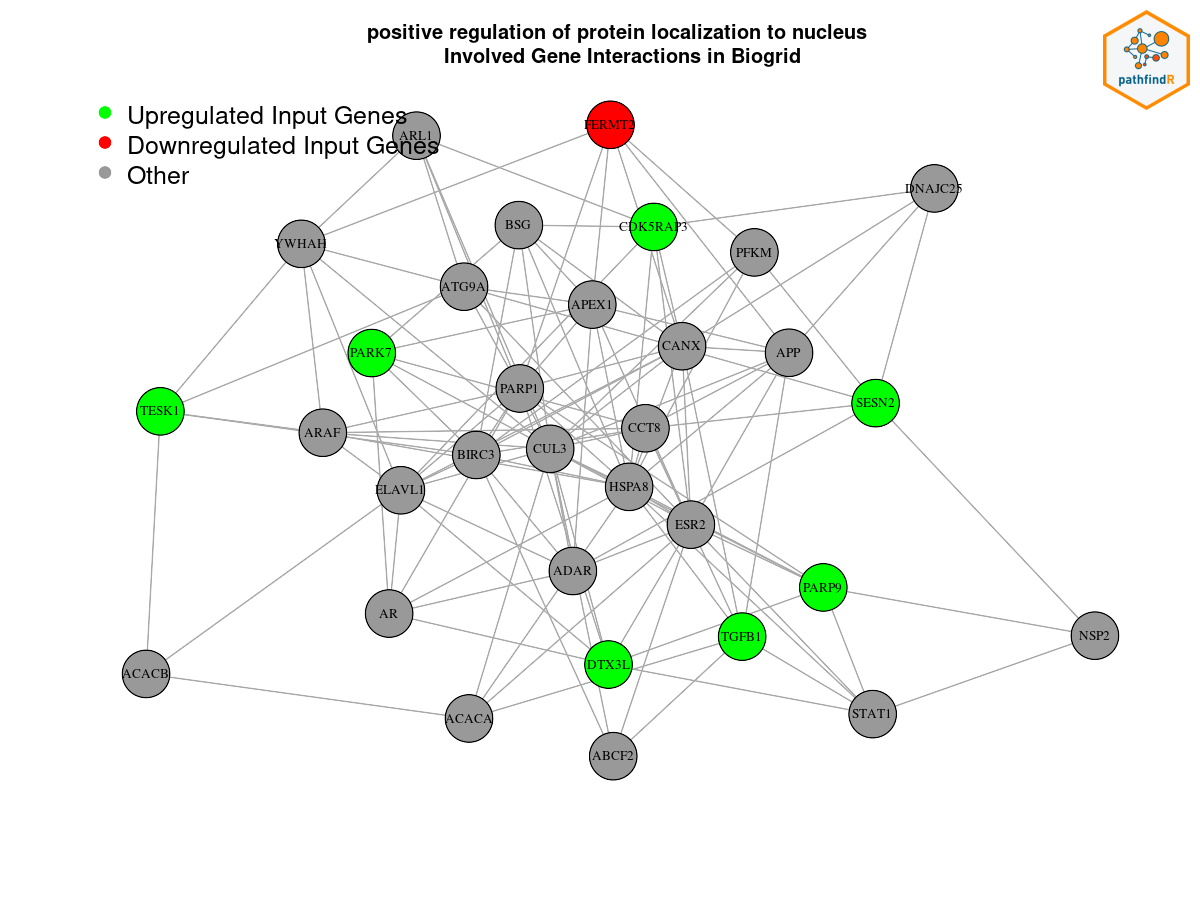 positive regulation of protein localization to nucleus
Involved Gene Interactions in Biogrid
pathfindR
Upregulated Input Genes
Downregulated Input Genes
Other
ARL1
FERMT2
DNAJC25
BSG
CDK5RAP3
YWHAH
PFKM
ATG9A
APEX1
PARK7
CANX
APP
PARP1
TESK1
SESN2
ARAF
CCT8
BIRC3
CUL3
ELAVL1
HSPA8
ESR2
ADAR
PARP9
AR
TGFB1
NSP2
DTX3L
ACACB
ACACA
STAT1
ABCF2